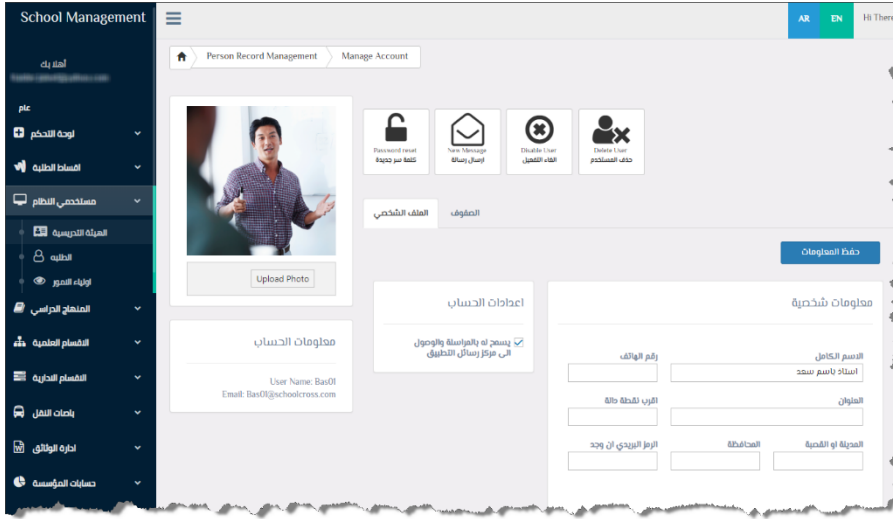 School Management
AR
EN
Hi There
أهلا بك
Person Record Management
Manage Account
عام
لوحة التحكم
اقساط الطلبة
مستخدمي النظام
الهيئة التدريسية
الطلبه
اولياء الامور
المنهاج الدراسي
الاقسام العلمية
الاقسام الادارية
باصات النقل
ادارة الوثائق
حسابات المؤسسة
Upload Photo
معلومات الحساب
User Name: Bas01
Email: Bas01@schoolcross.com
Password reset
كلمة سر جديدة
New Message
ارسال رسالة
Disable User
الغاء التفعيل
Delete User
حذف المستخدم
الملف الشخصي
الصفوف
حفظ المعلومات
اعدادات الحساب
يسمح له بالمراسلة والوصول
الى مركز رسائل التطبيق
معلومات شخصية
الاسم الكامل
رقم الهاتف
استاذ باسم سعد
العنوان
اقرب نقطة دالة
المدينة او القصبة
المحافظة
الرمز البريدي ان وجد